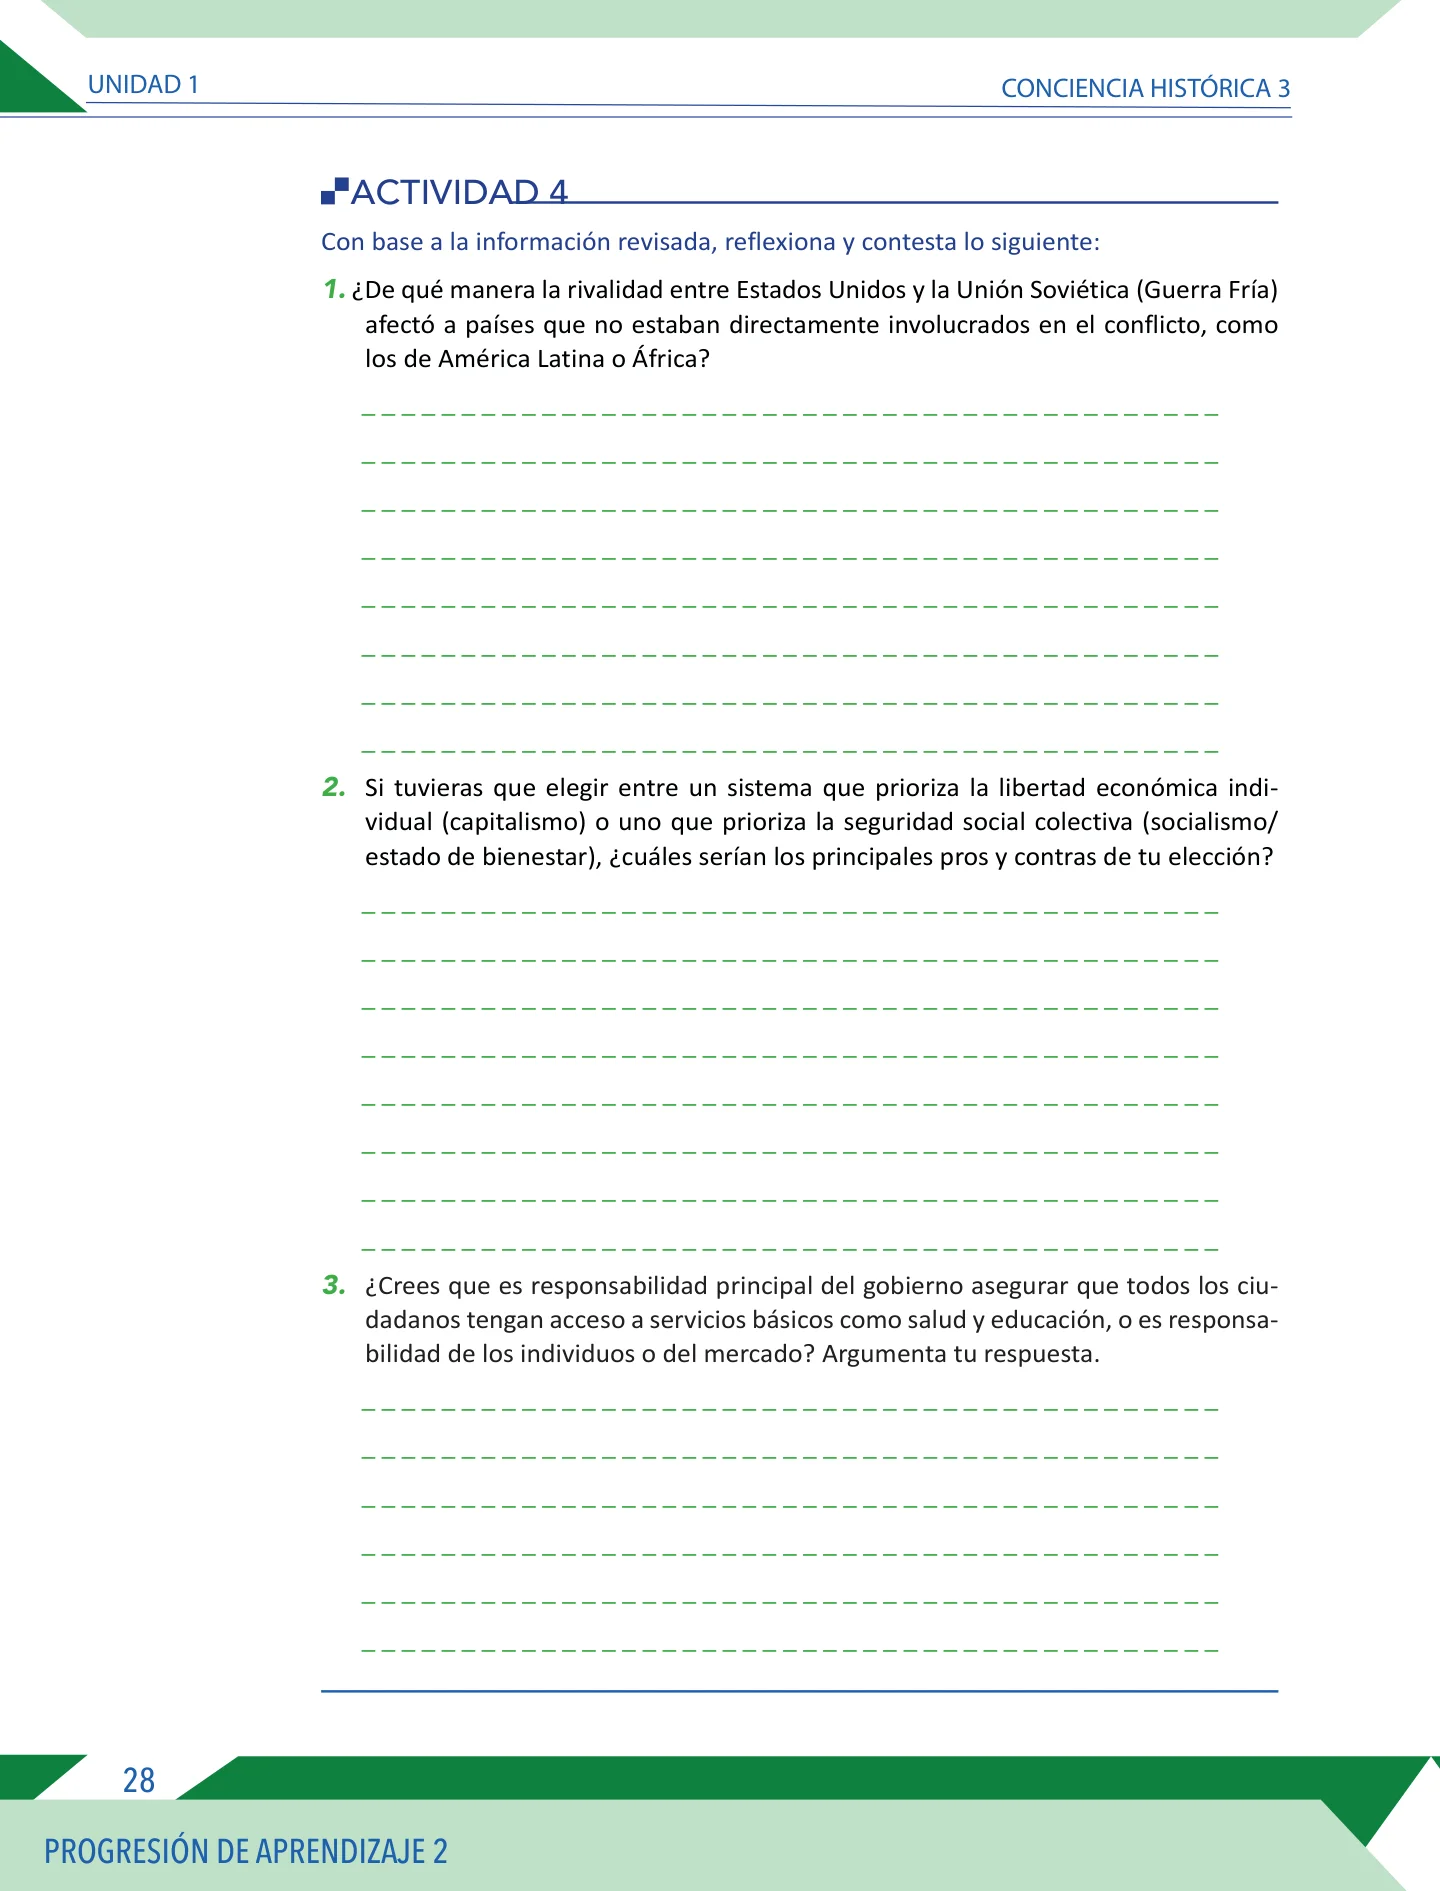 UNIDAD 1
CONCIENCIA HISTÓRICA 3
ACTIVIDAD 4
Con base a la información revisada, reflexiona y contesta lo siguiente:
1. ¿De qué manera la rivalidad entre Estados Unidos y la Unión Soviética (Guerra Fría)
afectó a países que no estaban directamente involucrados en el conflicto, como
los de América Latina o África?
2. Si tuvieras que elegir entre un sistema que prioriza la libertad económica indi-
vidual (capitalismo) o uno que prioriza la seguridad social colectiva (socialismo/
estado de bienestar), ¿cuáles serían los principales pros y contras de tu elección?
3. ¿Crees que es responsabilidad principal del gobierno asegurar que todos los ciu-
dadanos tengan acceso a servicios básicos como salud y educación, o es responsa-
bilidad de los individuos o del mercado? Argumenta tu respuesta.
28
PROGRESIÓN DE APRENDIZAJE 2